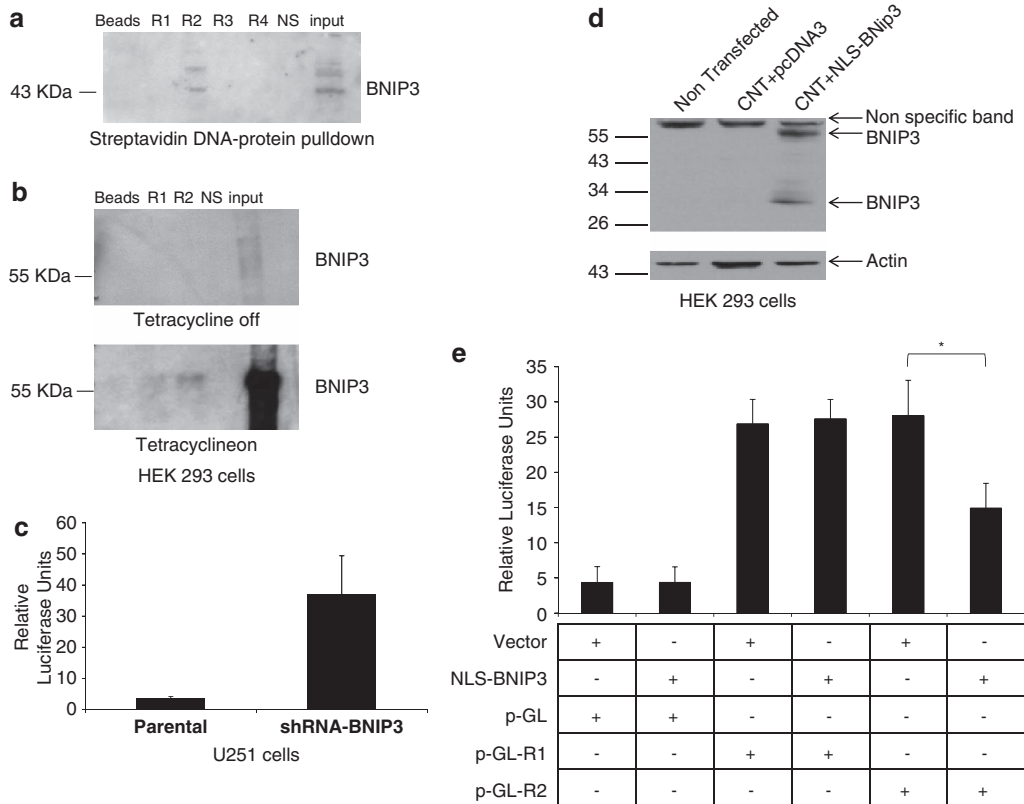 a
Beads R1 R2 R3 R4 NS input
43 KDa
BNIP3
Streptavidin DNA-protein pulldown
b
Beads R1 R2 NS input
55 KDa
BNIP3
Tetracycline off
55 KDa
BNIP3
Tetracyclineon
HEK 293 cells
c
Relative
Luciferase Units
60
50
40
30
20
10
0
Parental shRNA-BNIP3
U251 cells
d
Non Transfected
CNT+pcDNA3
CNT+NLS-BNip3
55
43
34
26
Non specific band
BNIP3
BNIP3
43
Actin
HEK 293 cells
e
*
Relative Luciferase Units
35
30
25
20
15
10
5
0
Vector + - + - + -
NLS-BNIP3 - + - + - +
p-GL + + - - - -
p-GL-R1 - - + + - -
p-GL-R2 - - - - + +